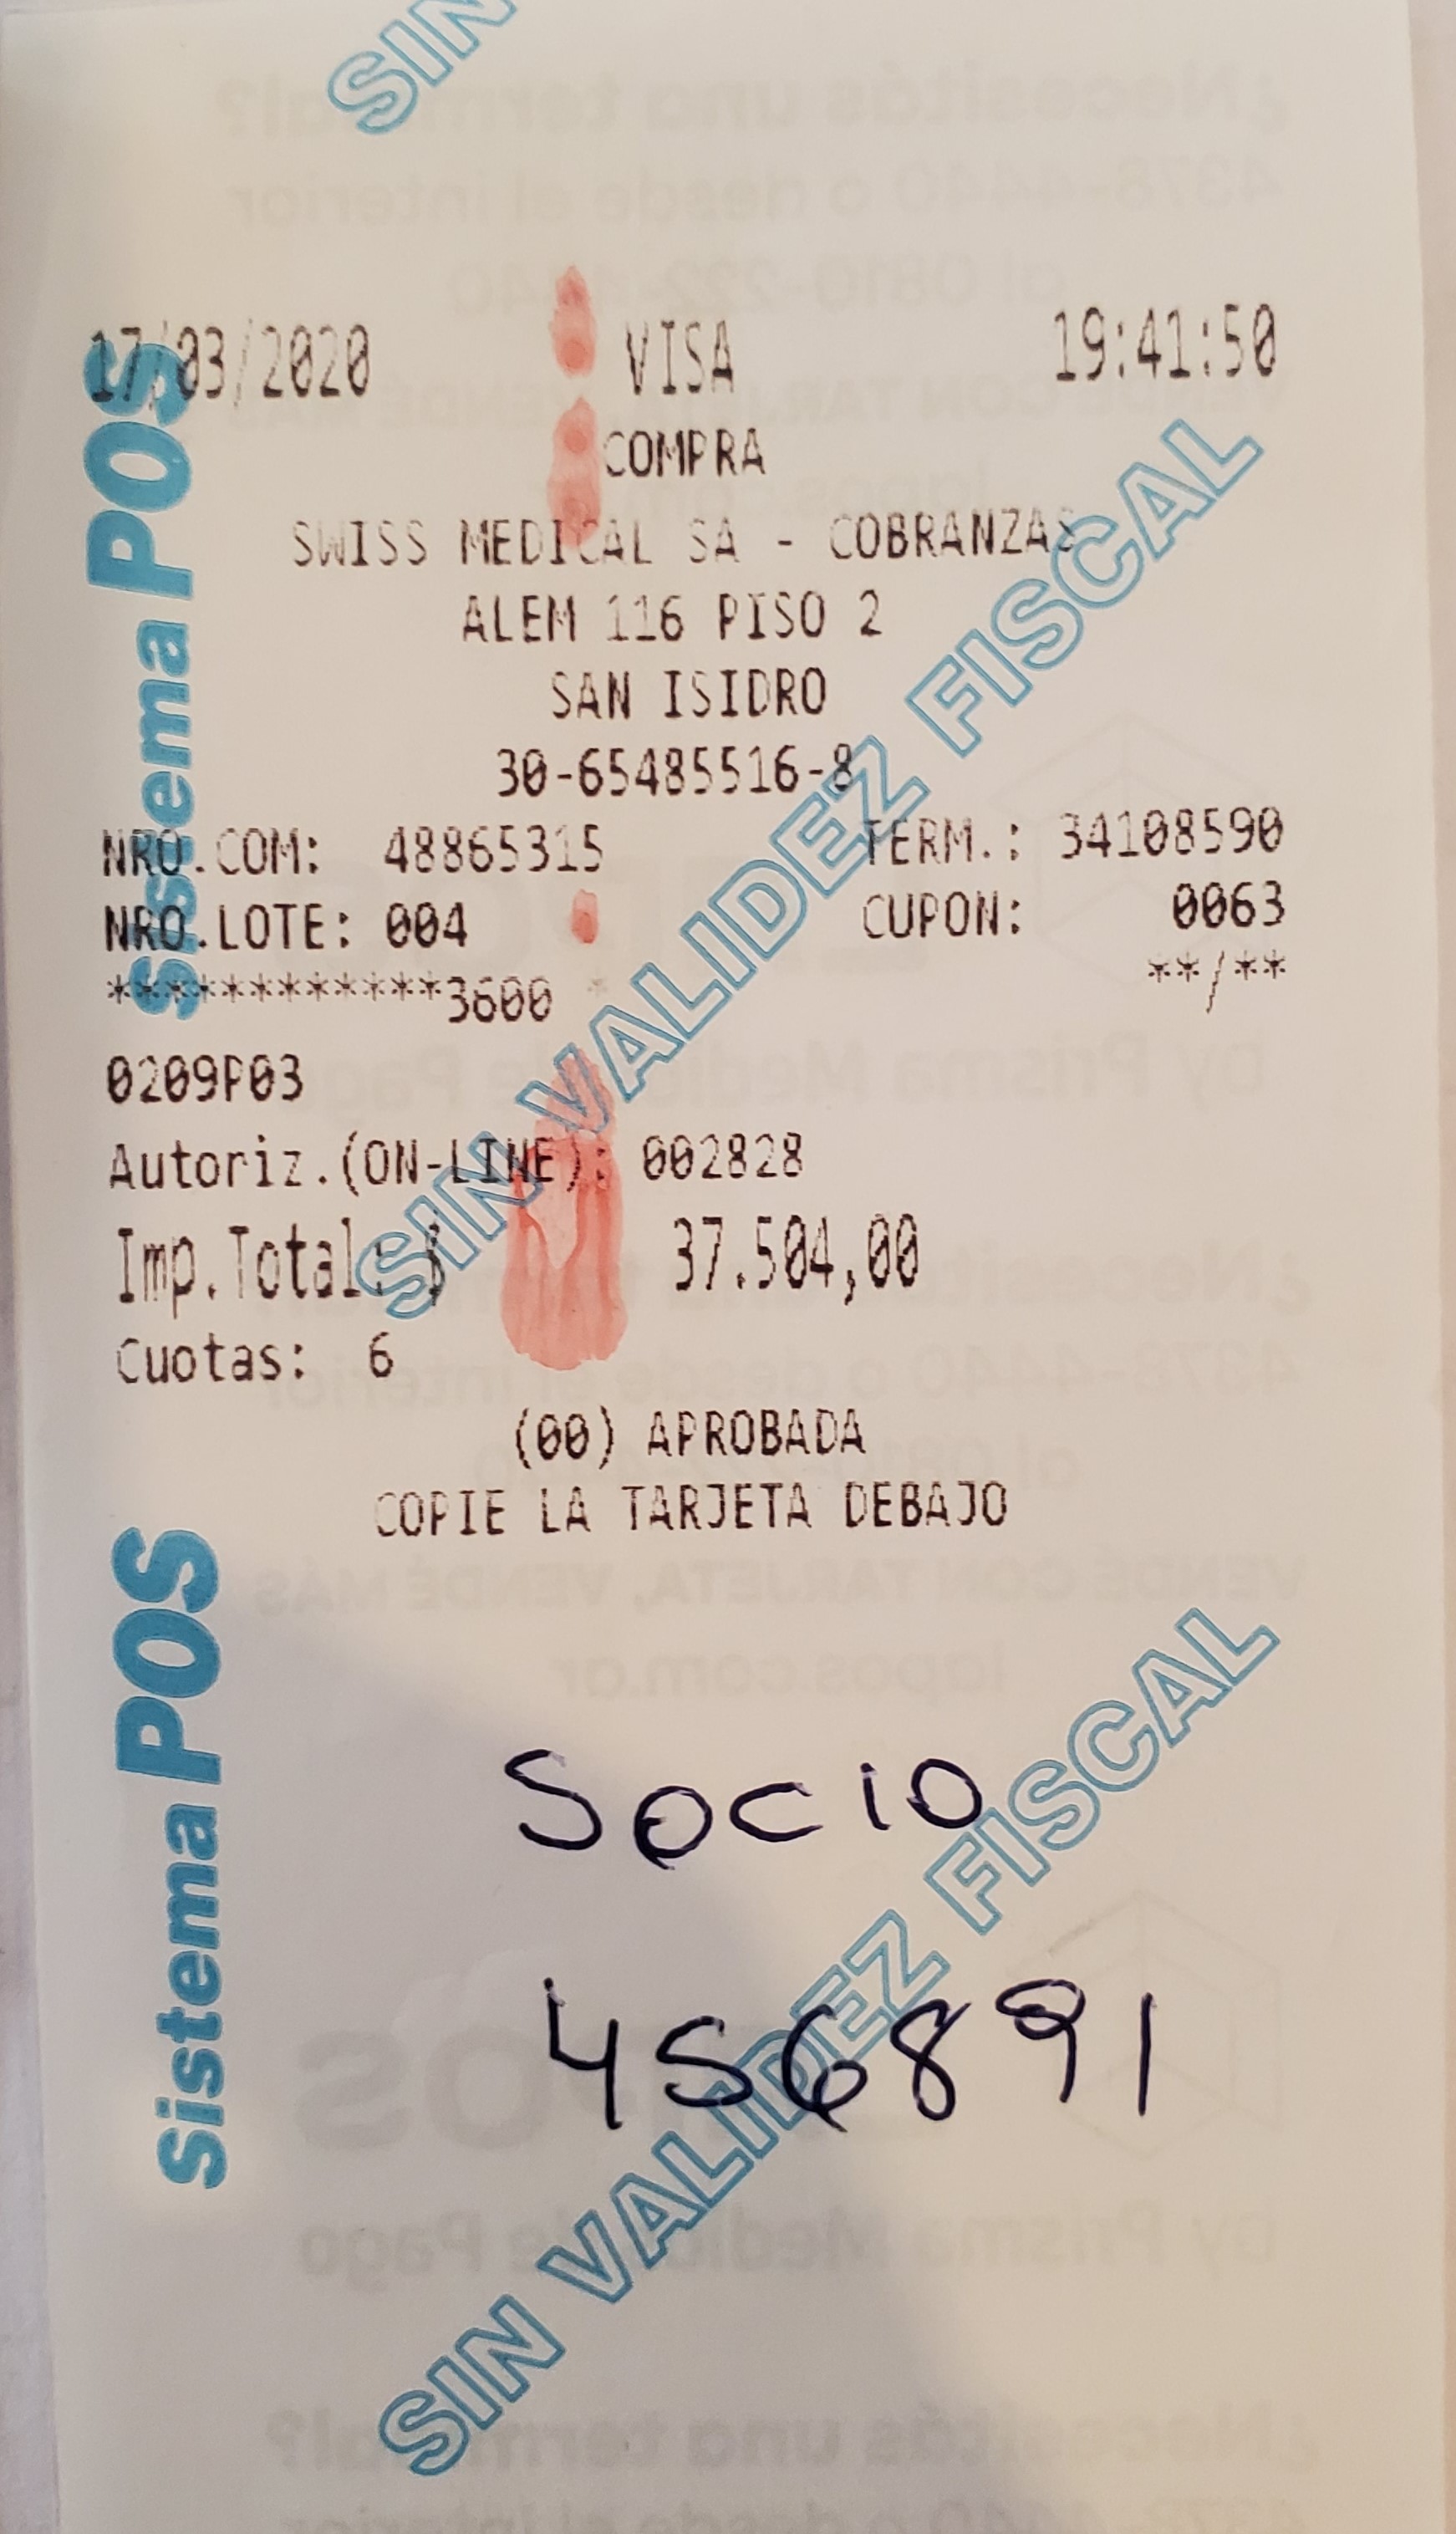 SIN
17/03/2020 VISA 19:41:50
COMPRA
SWISS MEDICAL SA - COBRANZAS
ALEM 116 PISO 2
SAN ISIDRO
30-65485516-8
NRO.COM: 48865315 TERM.: 34108590
NRO.LOTE: 004 CUPON: 0063
************3600 * **/**
0209P03
Autoriz.(ON-LINE): 002828
Imp.Total: $ 37.504,00
Cuotas: 6
(00) APROBADA
COPIE LA TARJETA DEBAJO
Sistema POS
SIN VALIDEZ FISCAL
Socio
456891
Sistema POS
SIN VALIDEZ FISCAL